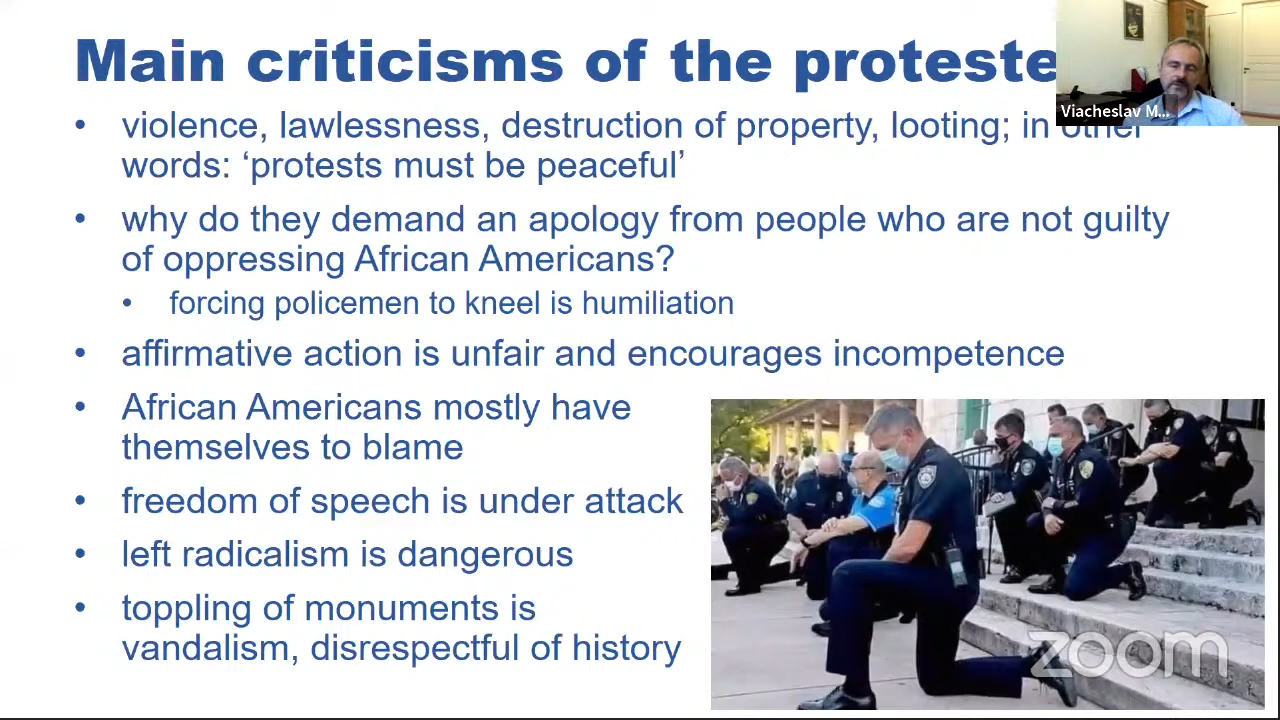 Main criticisms of the proteste
Viacheslav M...
• violence, lawlessness, destruction of property, looting; in other
words: ‘protests must be peaceful’
• why do they demand an apology from people who are not guilty
of oppressing African Americans?
• forcing policemen to kneel is humiliation
• affirmative action is unfair and encourages incompetence
• African Americans mostly have
themselves to blame
• freedom of speech is under attack
• left radicalism is dangerous
• toppling of monuments is
vandalism, disrespectful of history
zoom